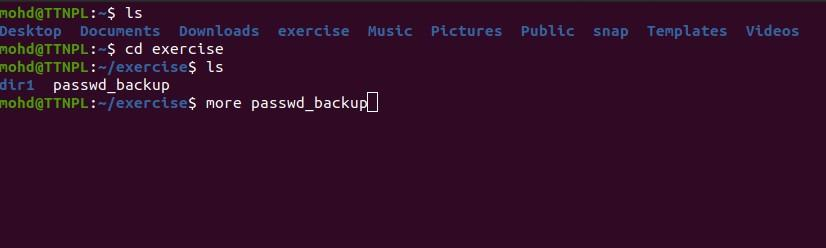 mohd@TTNPL:~$ ls
Desktop Documents Downloads exercise Music Pictures Public snap Templates Videos
mohd@TTNPL:~$ cd exercise
mohd@TTNPL:~/exercise$ ls
dir1 passwd_backup
mohd@TTNPL:~/exercise$ more passwd_backup